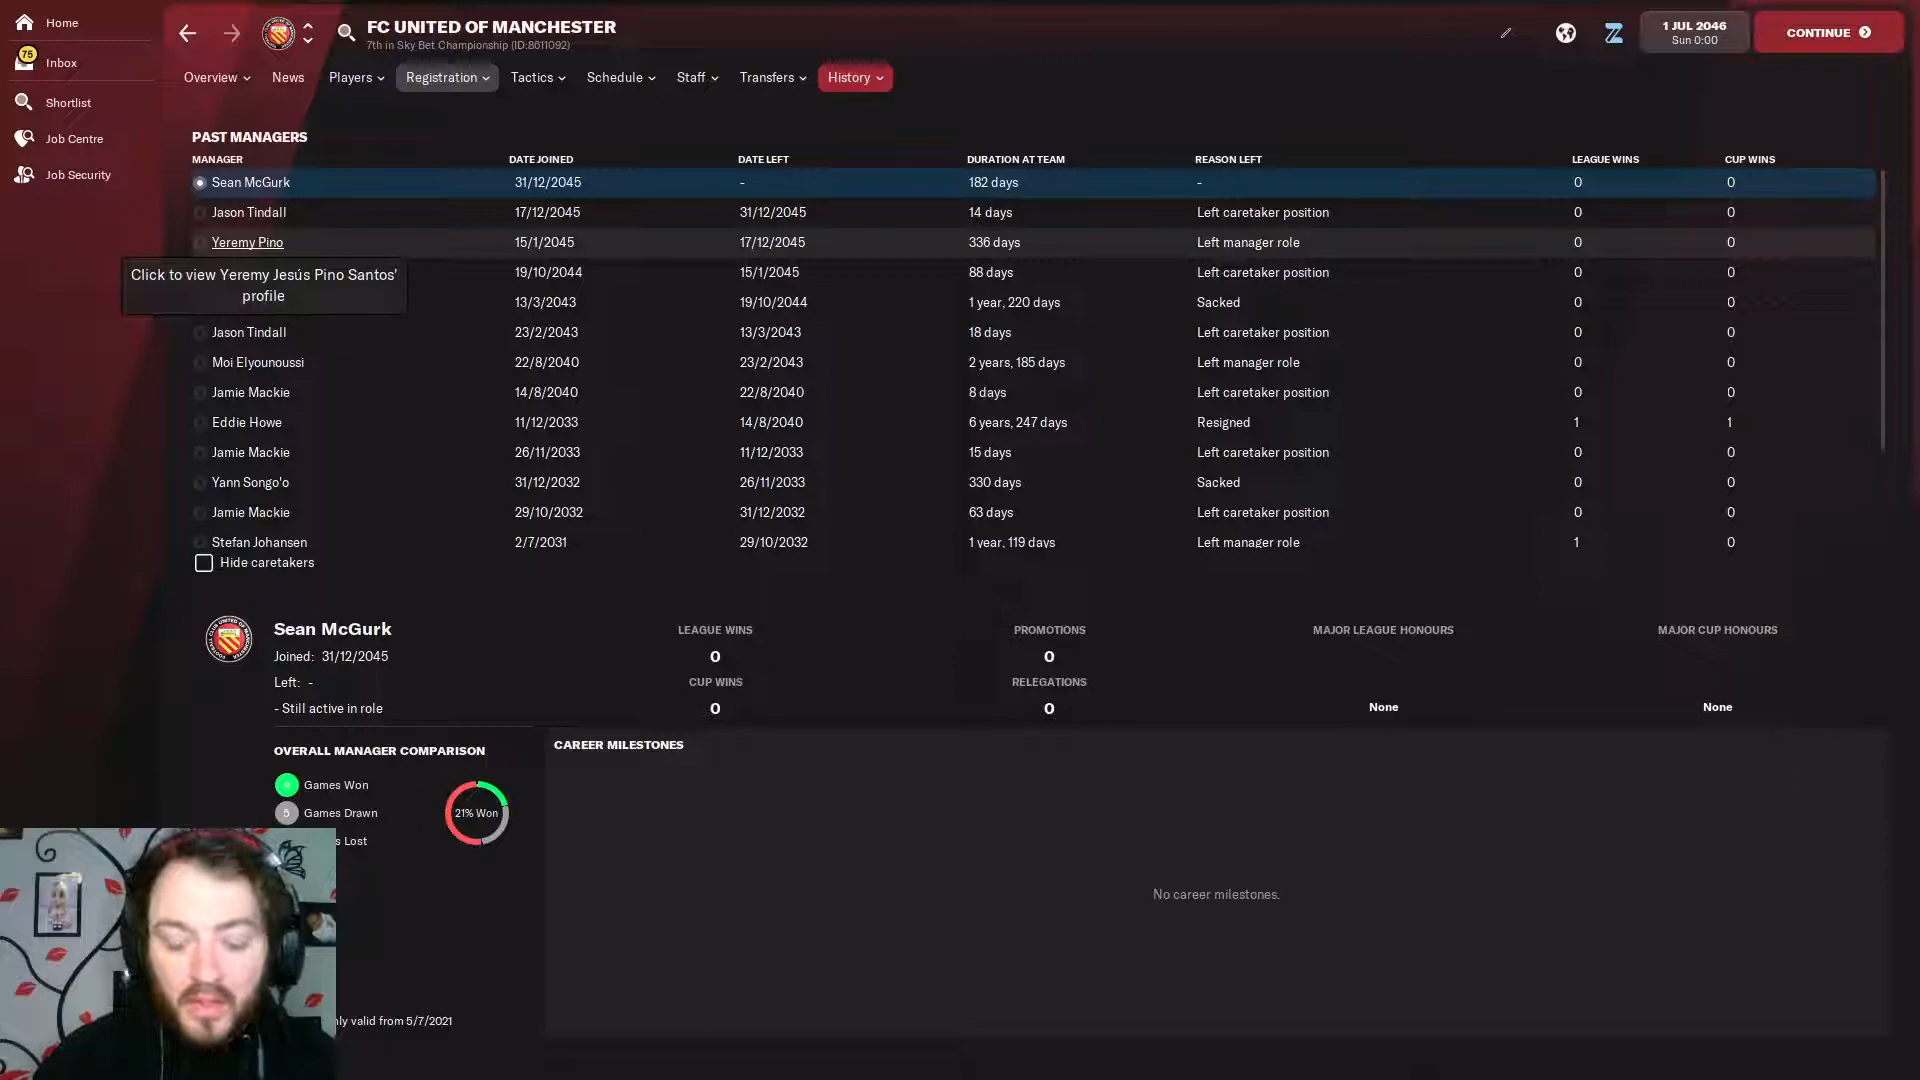 Home
75
Inbox
Shortlist
Job Centre
Job Security
FC UNITED OF MANCHESTER
7th in Sky Bet Championship (ID:8611092)
1 JUL 2046
Sun 0:00
CONTINUE
Overview
News
Players
Registration
Tactics
Schedule
Staff
Transfers
History
PAST MANAGERS
MANAGER DATE JOINED DATE LEFT DURATION AT TEAM REASON LEFT LEAGUE WINS CUP WINS
Sean McGurk 31/12/2045 - 182 days - 0 0
Jason Tindall 17/12/2045 31/12/2045 14 days Left caretaker position 0 0
Yeremy Pino 15/1/2045 17/12/2045 336 days Left manager role 0 0
Click to view Yeremy Jesús Pino Santos'
profile
19/10/2044 15/1/2045 88 days Left caretaker position 0 0
13/3/2043 19/10/2044 1 year, 220 days Sacked 0 0
Jason Tindall 23/2/2043 13/3/2043 18 days Left caretaker position 0 0
Moi Elyounoussi 22/8/2040 23/2/2043 2 years, 185 days Left manager role 0 0
Jamie Mackie 14/8/2040 22/8/2040 8 days Left caretaker position 0 0
Eddie Howe 11/12/2033 14/8/2040 6 years, 247 days Resigned 1 1
Jamie Mackie 26/11/2033 11/12/2033 15 days Left caretaker position 0 0
Yann Songo'o 31/12/2032 26/11/2033 330 days Sacked 0 0
Jamie Mackie 29/10/2032 31/12/2032 63 days Left caretaker position 0 0
Stefan Johansen 2/7/2031 29/10/2032 1 year, 119 days Left manager role 1 0
Hide caretakers
Sean McGurk
Joined: 31/12/2045
Left: -
- Still active in role
LEAGUE WINS
0
CUP WINS
0
PROMOTIONS
0
RELEGATIONS
0
MAJOR LEAGUE HONOURS
None
MAJOR CUP HONOURS
None
OVERALL MANAGER COMPARISON
Games Won
5 Games Drawn
s Lost
21% Won
nly valid from 5/7/2021
CAREER MILESTONES
No career milestones.